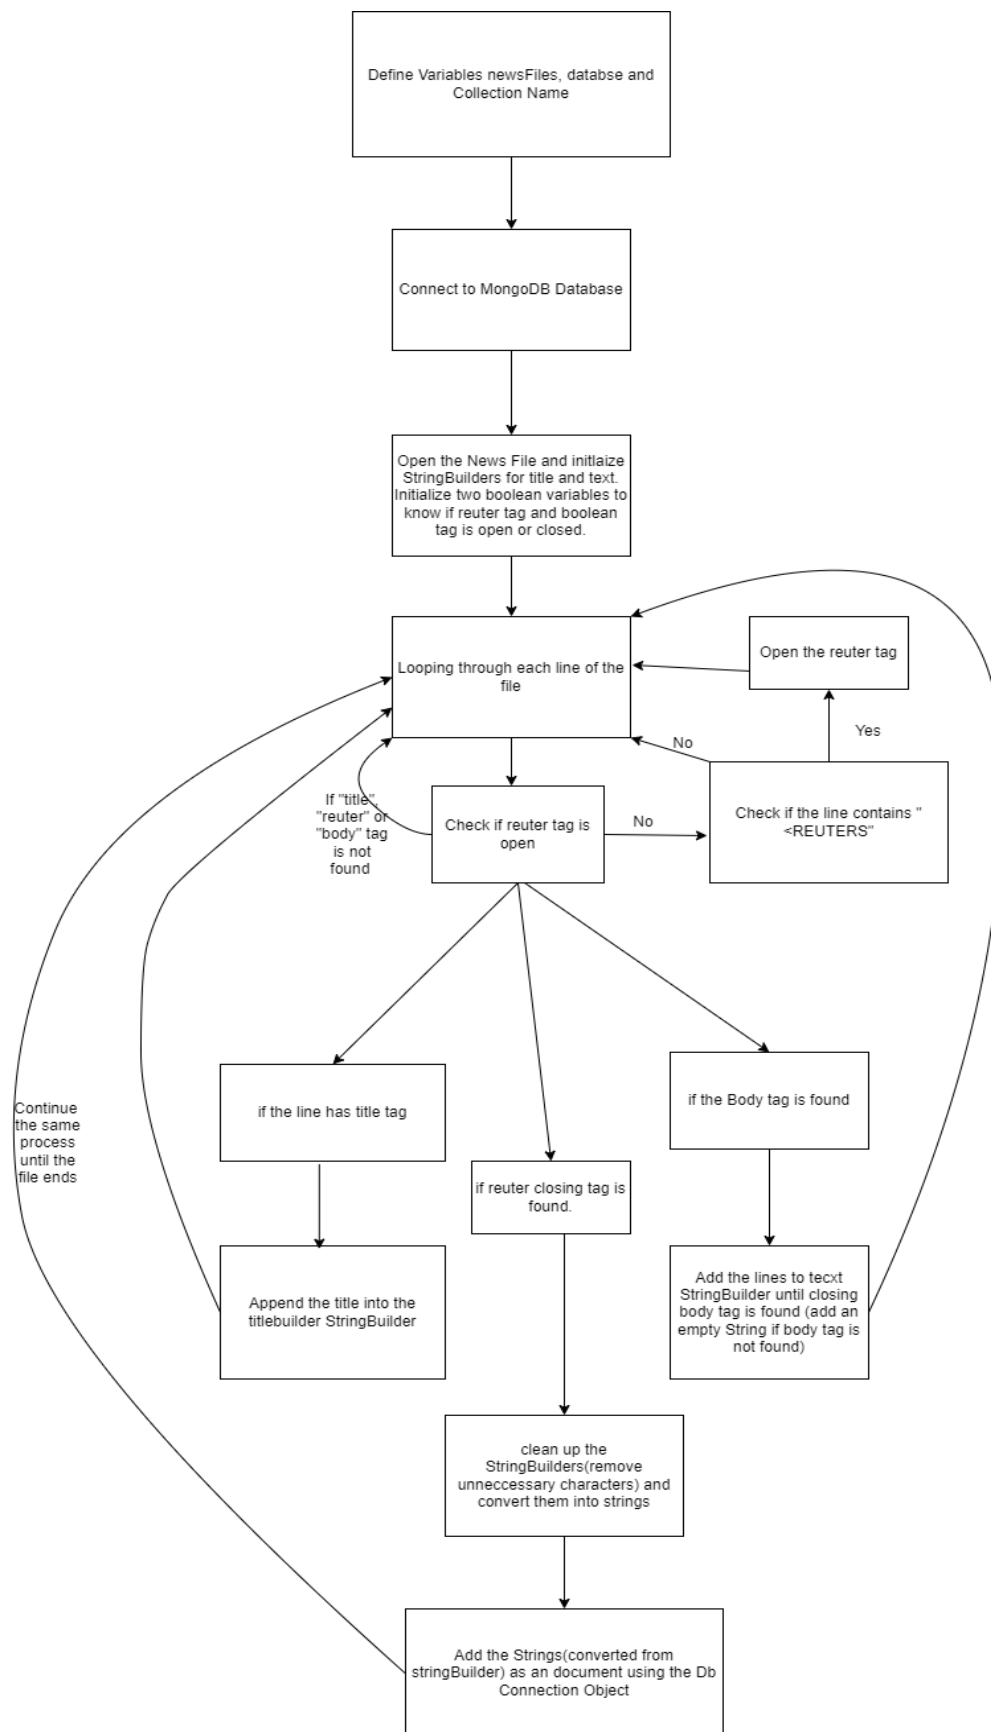 Define Variables newsFiles, databse and
Collection Name
Connect to MongoDB Database
Open the News File and initlaize
StringBuilders for title and text.
Initialize two boolean variables to
know if reuter tag and boolean
tag is open or closed.
Looping through each line of the
file
Open the reuter tag
Yes
No
Check if the line contains "
<REUTERS"
If "title",
"reuter" or
"body" tag
is not
found
Check if reuter tag is
open
No
if the line has title tag
if the Body tag is found
if reuter closing tag is
found.
Continue
the same
process
until the
file ends
Append the title into the
titlebuilder StringBuilder
Add the lines to tecxt
StringBuilder until closing
body tag is found (add an
empty String if body tag is
not found)
clean up the
StringBuilders(remove
unneccessary characters) and
convert them into strings
Add the Strings(converted from
stringBuilder) as an document using the Db
Connection Object